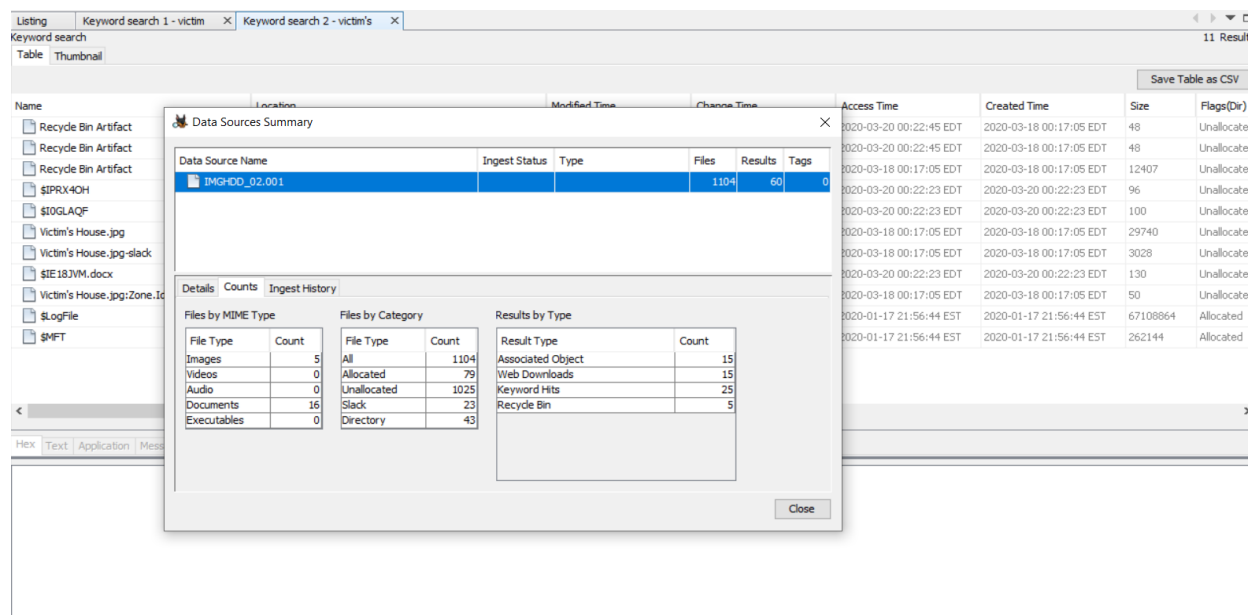 Listing Keyword search 1 - victim X Keyword search 2 - victim's X
Keyword search 11 Result
Table Thumbnail
Save Table as CSV
Name Location Modified Time Change Time Access Time Created Time Size Flags(Dir)
Data Sources Summary
Recycle Bin Artifact 2020-03-20 00:22:45 EDT 2020-03-18 00:17:05 EDT 48 Unallocate
Recycle Bin Artifact 2020-03-20 00:22:45 EDT 2020-03-18 00:17:05 EDT 48 Unallocate
Recycle Bin Artifact 2020-03-18 00:17:05 EDT 2020-03-18 00:17:05 EDT 12407 Unallocate
$IPRX4OH 2020-03-20 00:22:23 EDT 2020-03-20 00:22:23 EDT 96 Unallocate
$I0GLAQF 2020-03-20 00:22:23 EDT 2020-03-20 00:22:23 EDT 100 Unallocate
Victim's House.jpg 2020-03-18 00:17:05 EDT 2020-03-18 00:17:05 EDT 29740 Unallocate
Victim's House.jpg-slack 2020-03-18 00:17:05 EDT 2020-03-18 00:17:05 EDT 3028 Unallocate
$IE18JVM.docx 2020-03-20 00:22:23 EDT 2020-03-20 00:22:23 EDT 130 Unallocate
Victim's House.jpg:Zone.Id 2020-03-18 00:17:05 EDT 2020-03-18 00:17:05 EDT 50 Unallocate
$LogFile 2020-01-17 21:56:44 EST 2020-01-17 21:56:44 EST 67108864 Allocated
$MFT 2020-01-17 21:56:44 EST 2020-01-17 21:56:44 EST 262144 Allocated
Data Source Name Ingest Status Type Files Results Tags
IMGHDD_02.001 1104 60 0
Details Counts Ingest History
Files by MIME Type Files by Category Results by Type
File Type Count File Type Count Result Type Count
Images 5 All 1104 Associated Object 15
Videos 0 Allocated 79 Web Downloads 15
Audio 0 Unallocated 1025 Keyword Hits 25
Documents 16 Slack 23 Recycle Bin 5
Executables 0 Directory 43
Hex Text Application Mess
Close